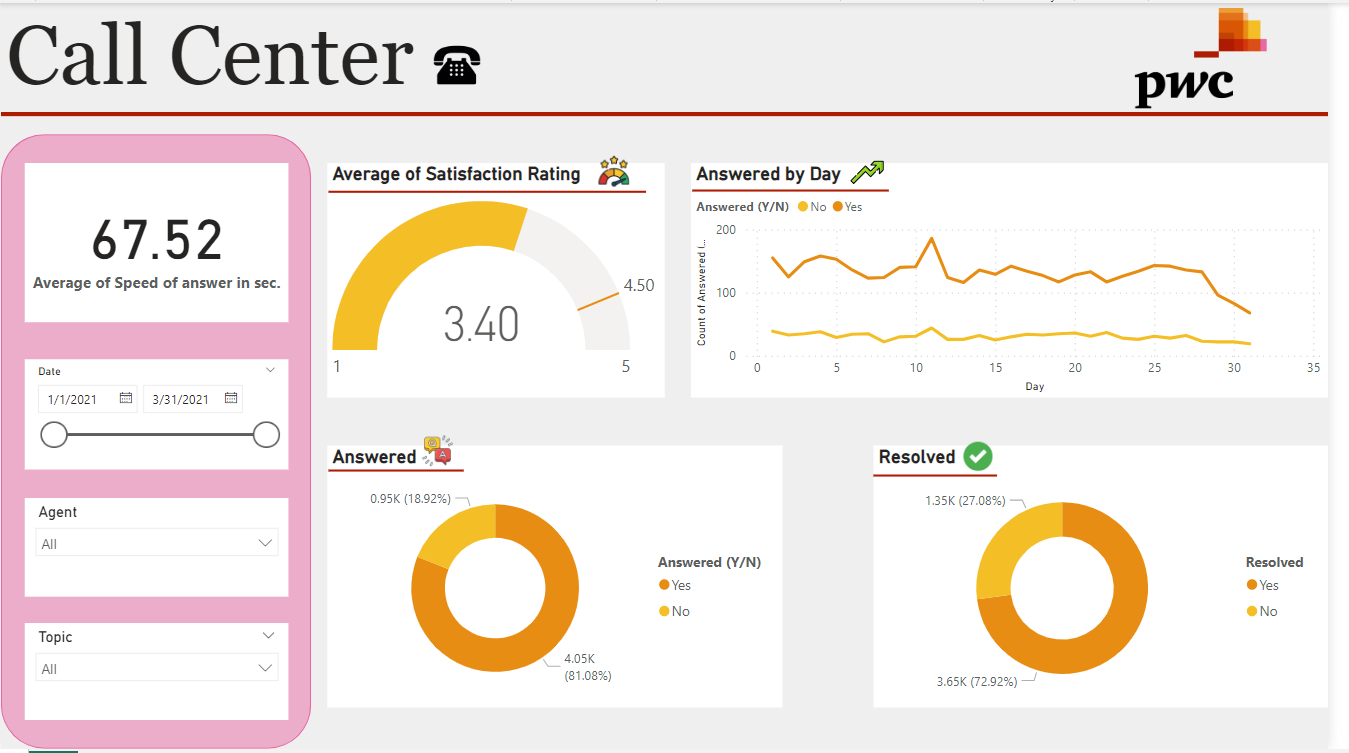 Call Center
pwc
67.52
Average of Speed of answer in sec.
Date
1/1/2021
3/31/2021
Agent
All
Topic
All
Average of Satisfaction Rating
3.40
4.50
1
5
Answered by Day
Answered (Y/N) No Yes
Count of Answered (...
200
100
0
0 5 10 15 20 25 30 35
Day
Answered
0.95K (18.92%)
4.05K
(81.08%)
Answered (Y/N)
Yes
No
Resolved
1.35K (27.08%)
3.65K (72.92%)
Resolved
Yes
No